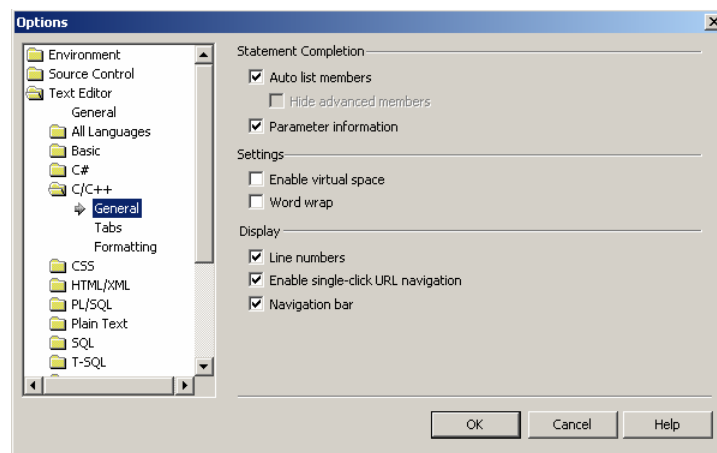 Options
Environment
Source Control
Text Editor
General
All Languages
Basic
C#
C/C++
General
Tabs
Formatting
CSS
HTML/XML
PL/SQL
Plain Text
SQL
T-SQL
Statement Completion
Auto list members
Hide advanced members
Parameter information
Settings
Enable virtual space
Word wrap
Display
Line numbers
Enable single-click URL navigation
Navigation bar
OK
Cancel
Help